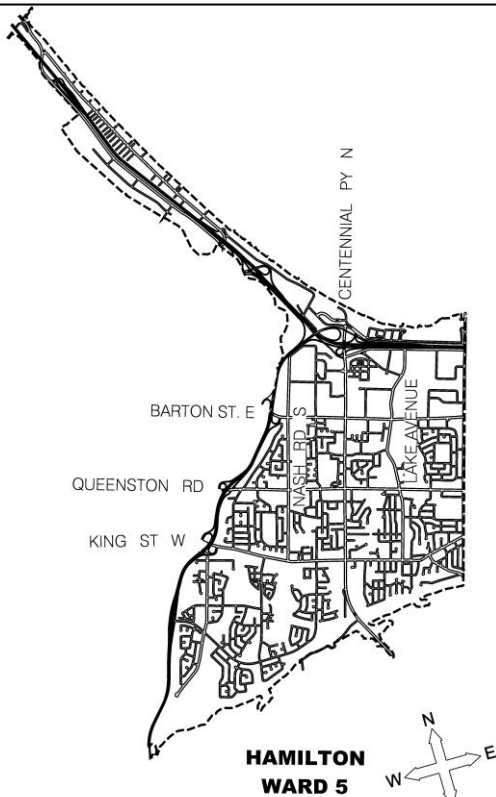 CENTENNIAL PY N
BARTON ST. E
NASH RD S
LAKE AVENUE
QUEENSTON RD
KING ST W
N
W
E
HAMILTON
WARD 5